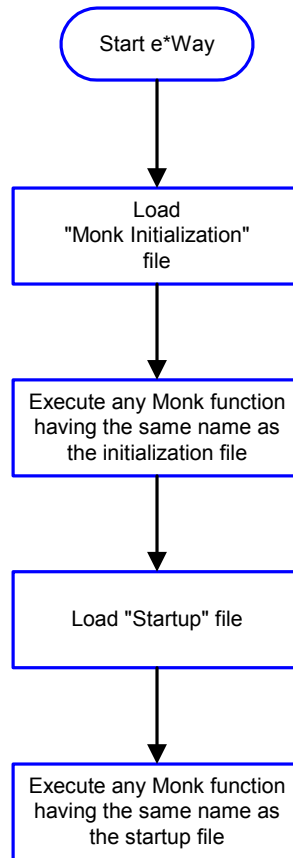 Start e*Way
Load
"Monk Initialization"
file
Execute any Monk function
having the same name as
the initialization file
Load "Startup" file
Execute any Monk function
having the same name as
the startup file